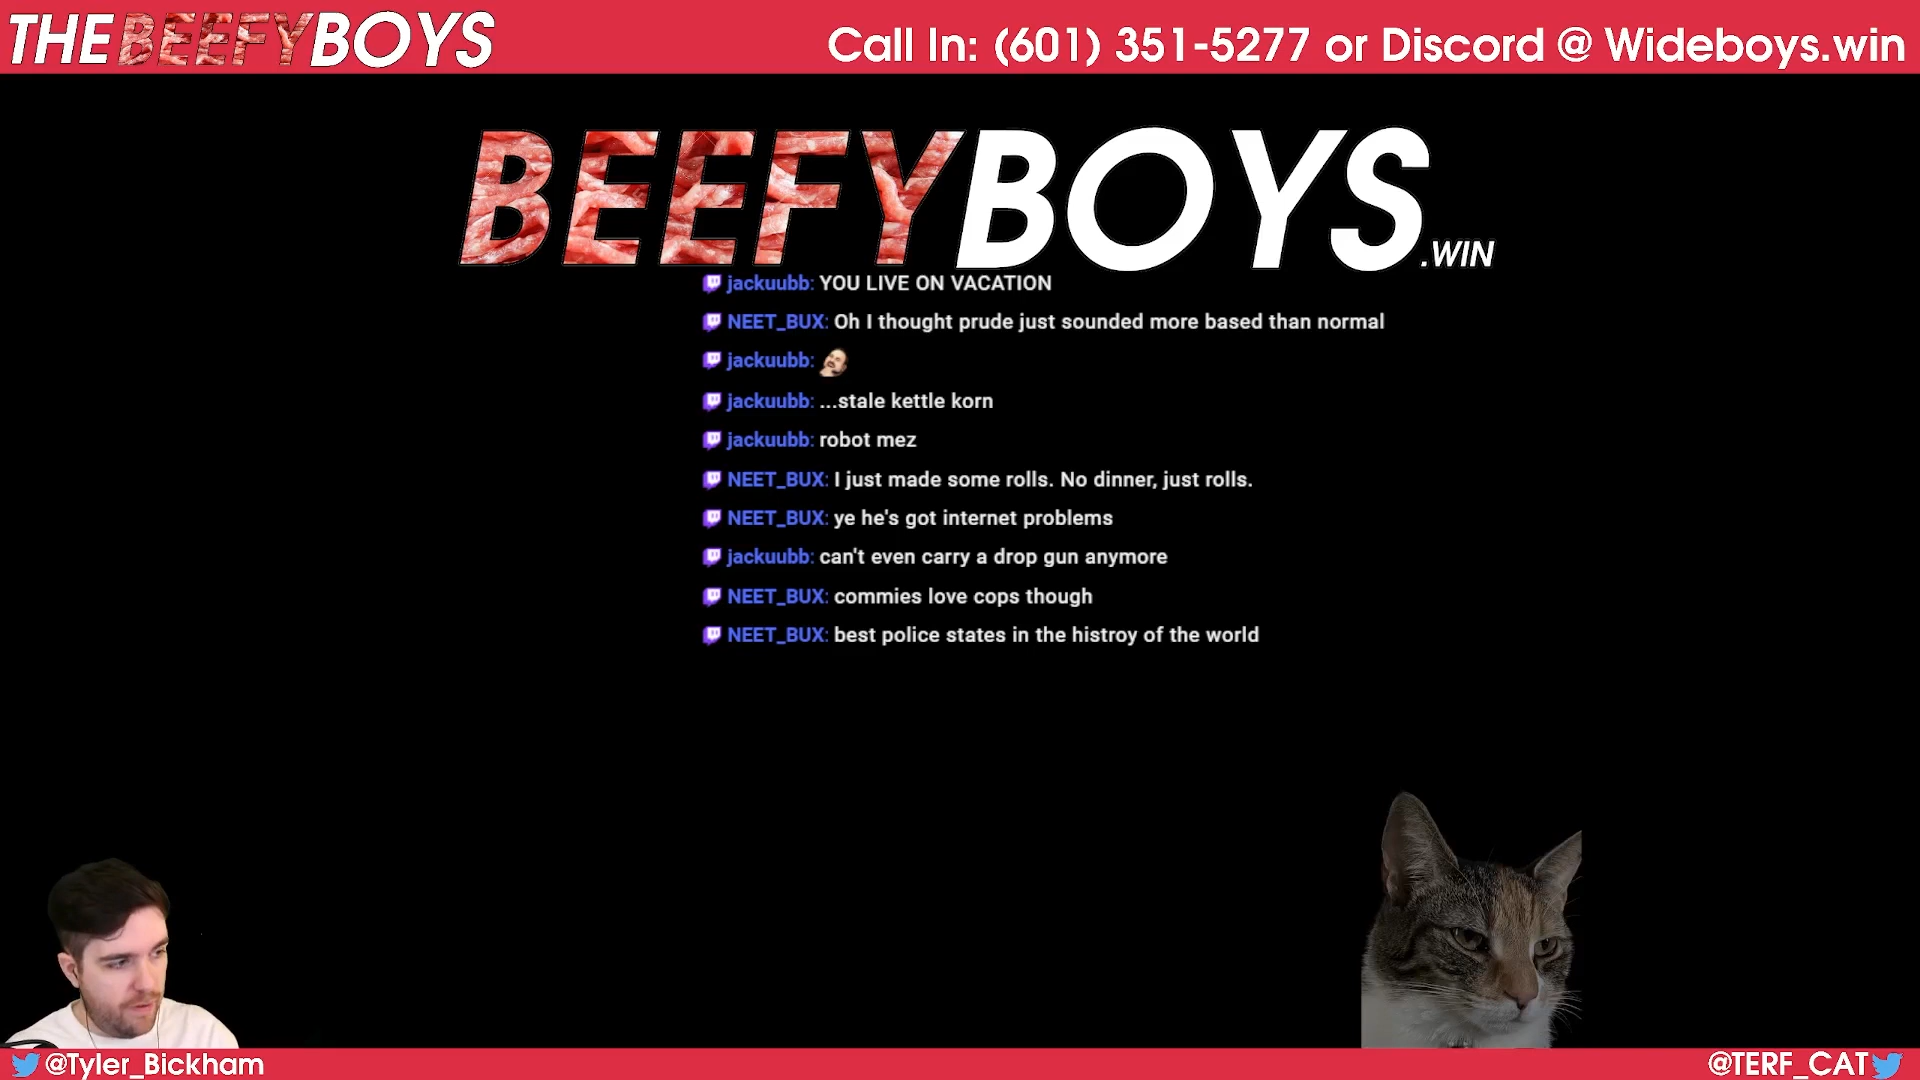 THEBEEFYBOYS
Call In: (601) 351-5277 or Discord @ Wideboys.win
BEEFYBOYS.WIN
jackuubb: YOU LIVE ON VACATION
NEET_BUX: Oh I thought prude just sounded more based than normal
jackuubb:
jackuubb: ...stale kettle korn
jackuubb: robot mez
NEET_BUX: I just made some rolls. No dinner, just rolls.
NEET_BUX: ye he's got internet problems
jackuubb: can't even carry a drop gun anymore
NEET_BUX: commies love cops though
NEET_BUX: best police states in the histroy of the world
@Tyler_Bickham
@TERF_CAT